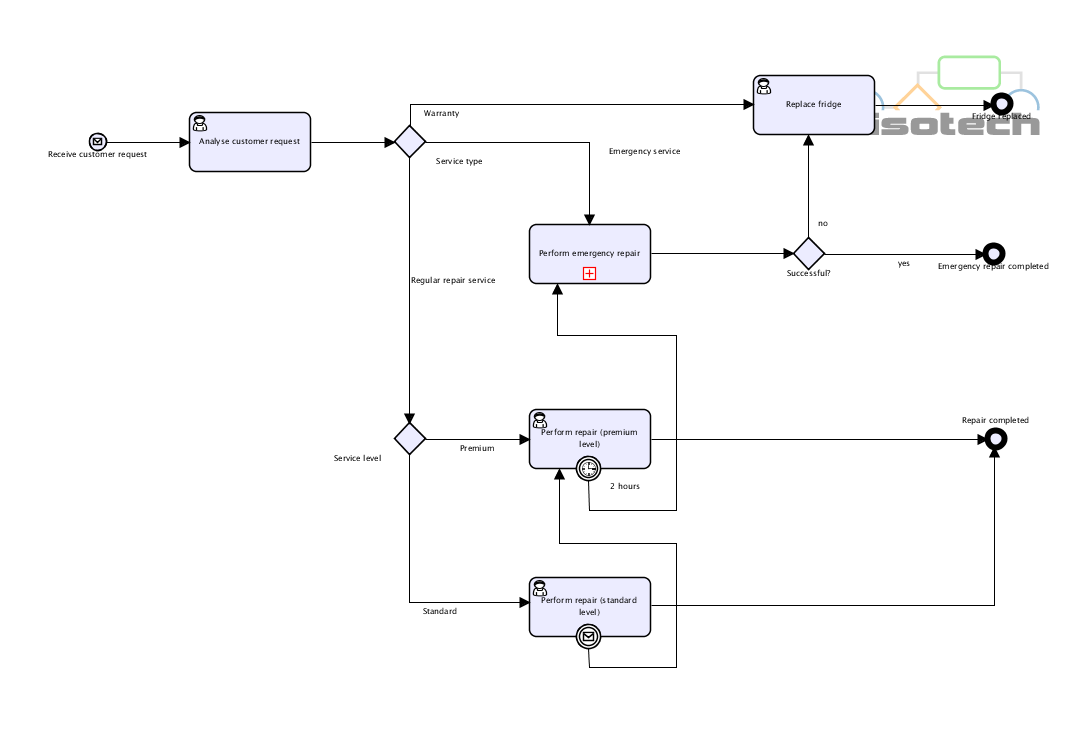 Replace fridge
Fridge replaced
isotech
Warranty
Analyse customer request
Receive customer request
Service type
Emergency service
no
Perform emergency repair
Successful?
yes
Emergency repair completed
Regular repair service
Repair completed
Perform repair (premium
level)
Premium
Service level
2 hours
Perform repair (standard
level)
Standard